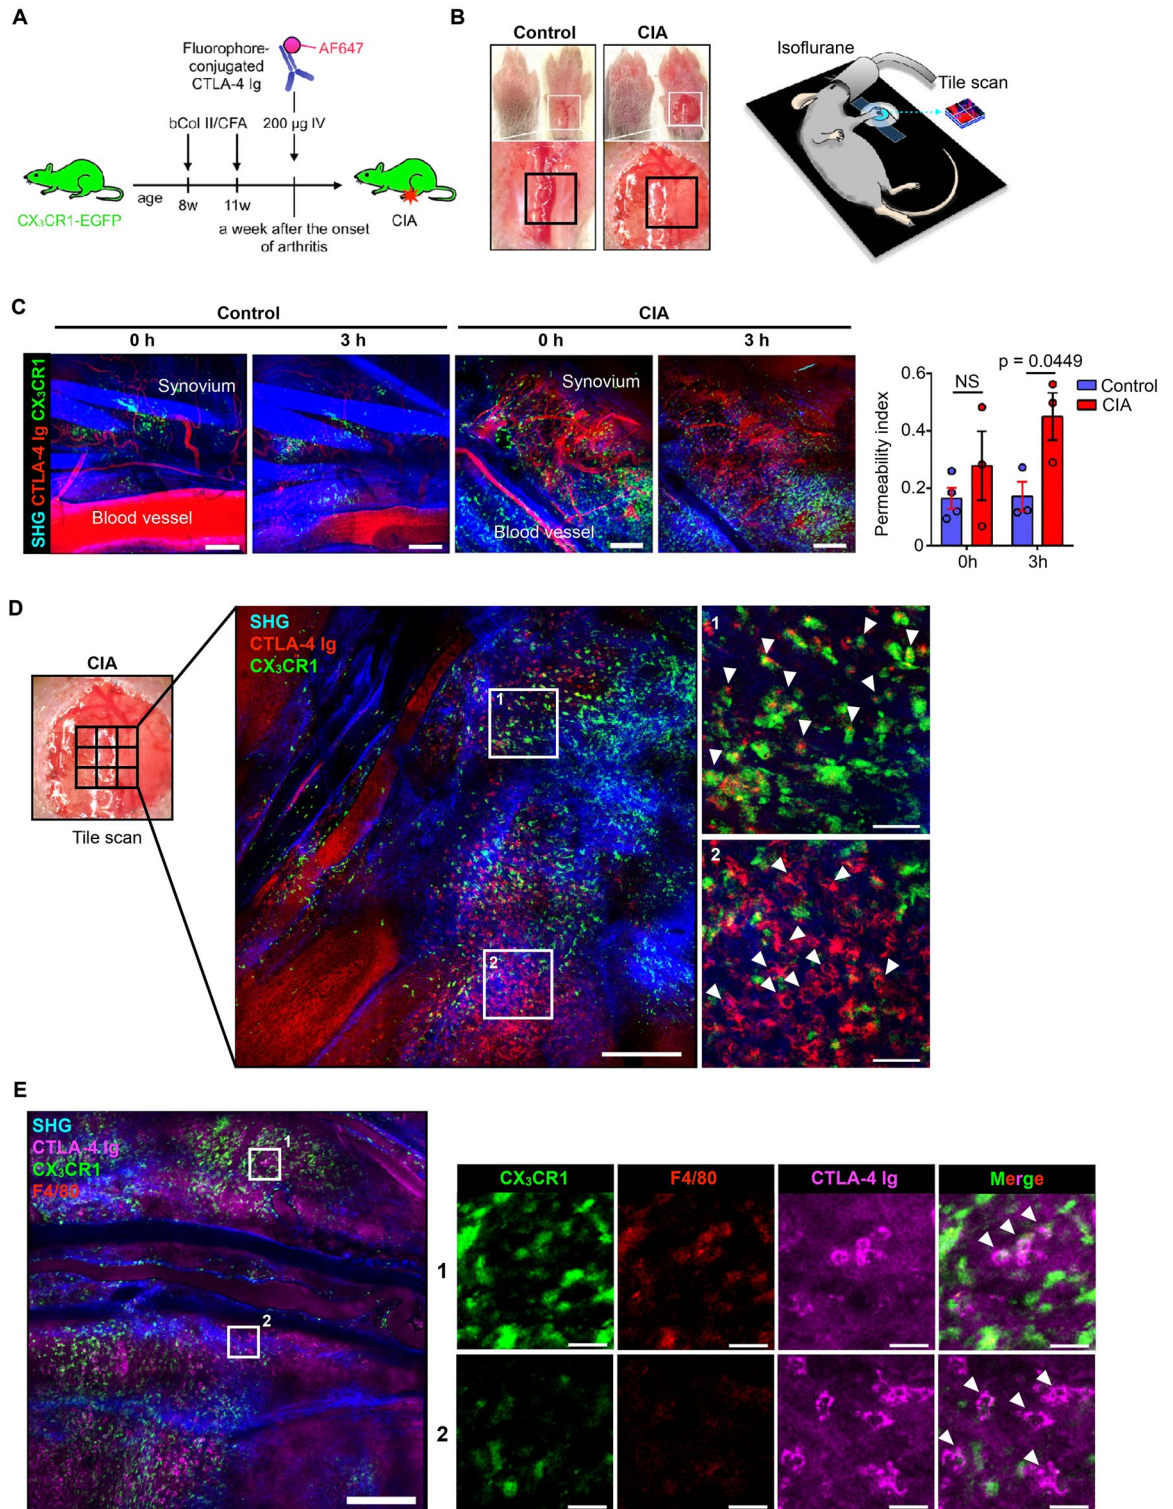 A
Fluorophore-
conjugated
CTLA-4 Ig
AF647
bCol II/CFA
200 µg IV
CX₃CR1-EGFP
age
8w
11w
a week after the onset
of arthritis
CIA
B
Control
CIA
Isoflurane
Tile scan
C
Control
CIA
0 h
3 h
0 h
3 h
SHG CTLA-4 Ig CX₃CR1
Synovium
Blood vessel
Synovium
Blood vessel
p = 0.0449
NS
Control
CIA
Permeability index
0.6
0.4
0.2
0
0h
3h
D
CIA
Tile scan
SHG
CTLA-4 Ig
CX₃CR1
1
2
1
2
E
SHG
CTLA-4 Ig
CX₃CR1
F4/80
1
2
CX₃CR1
F4/80
CTLA-4 Ig
Merge
1
2